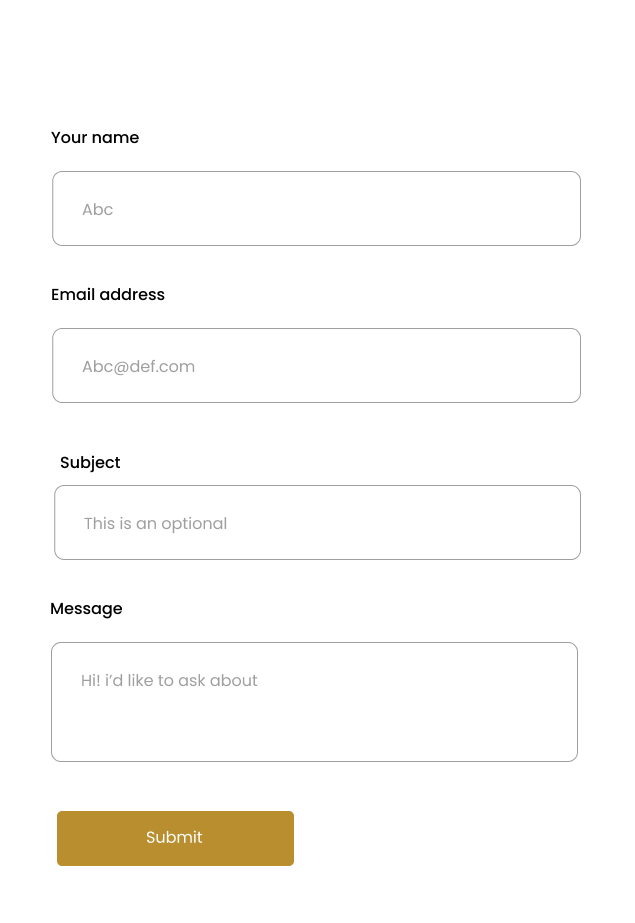 Your name
Abc
Email address
Abc@def.com
Subject
This is an optional
Message
Hi! i’d like to ask about
Submit